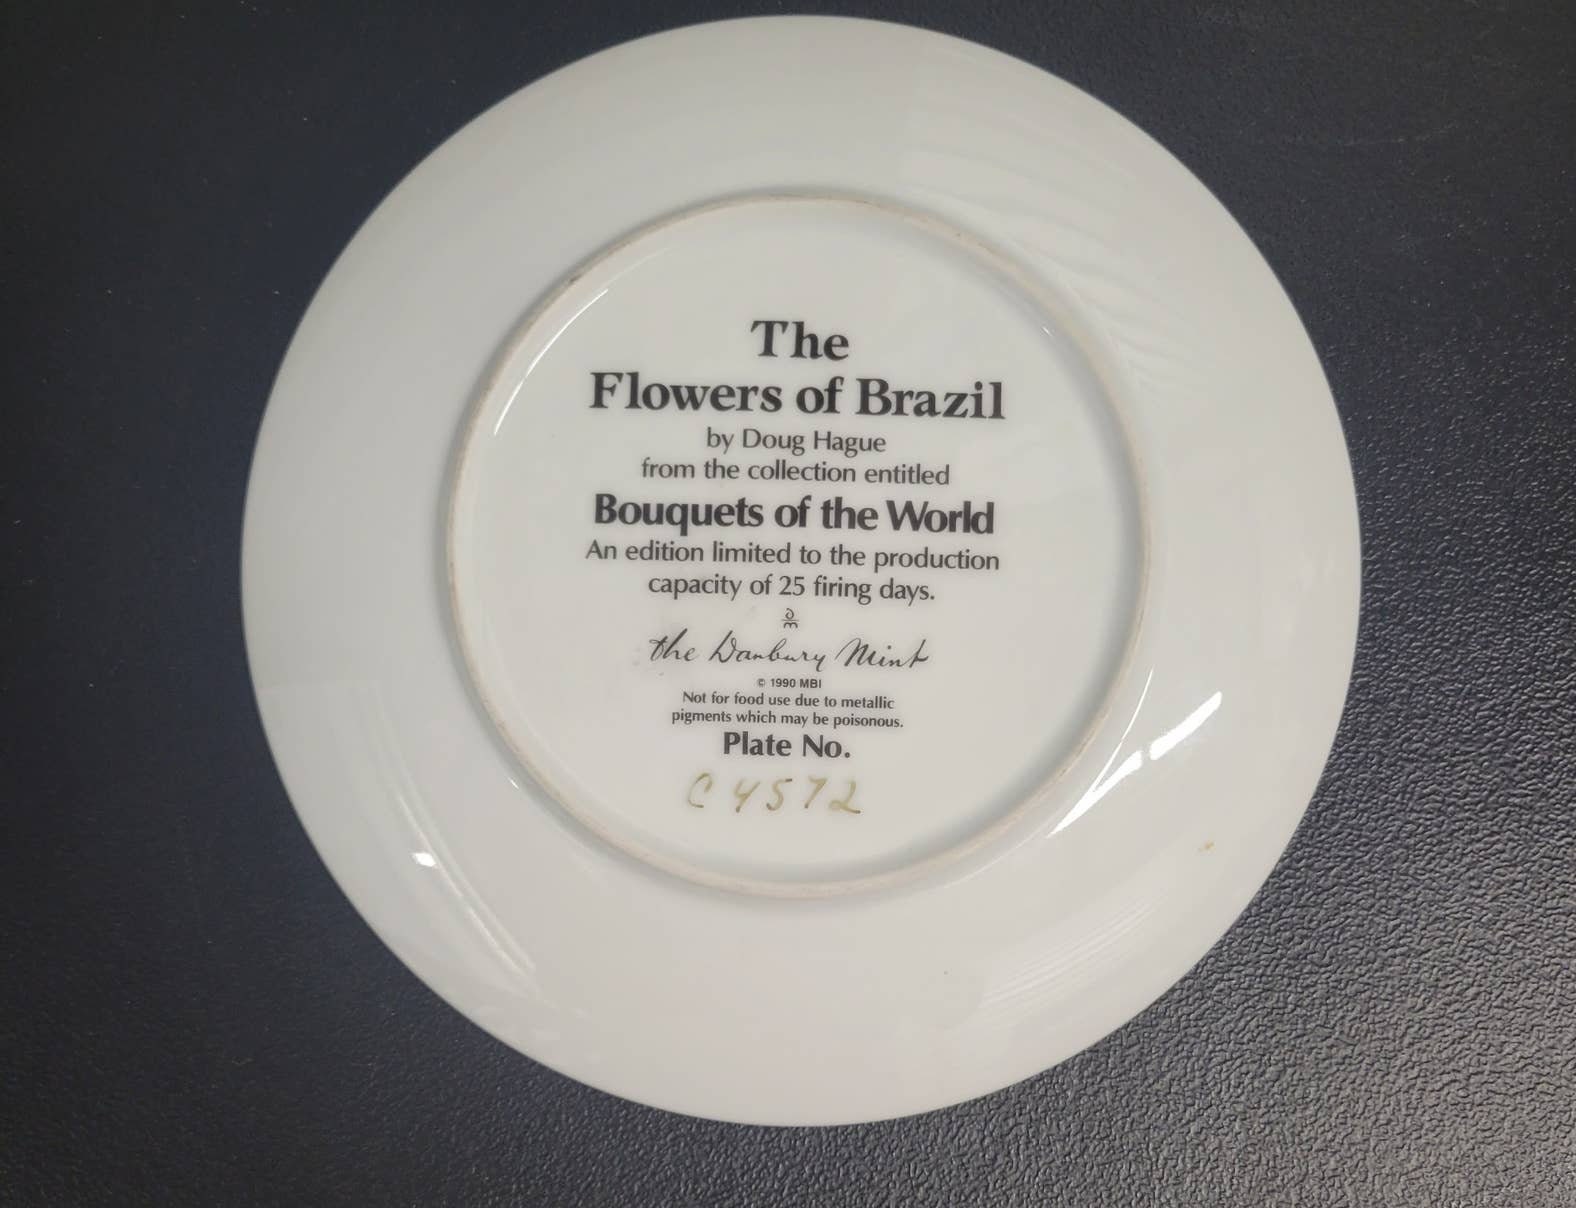 The
Flowers of Brazil
by Doug Hague
from the collection entitled
Bouquets of the World
An edition limited to the production
capacity of 25 firing days.
the Danbury Mint
© 1990 MBI
Not for food use due to metallic
pigments which may be poisonous.
Plate No.
C4572